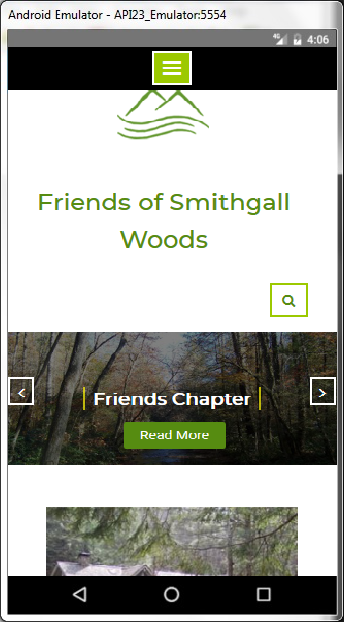 Android Emulator - API23_Emulator:5554
4G 4:06
Friends of Smithgall
Woods
Friends Chapter
Read More